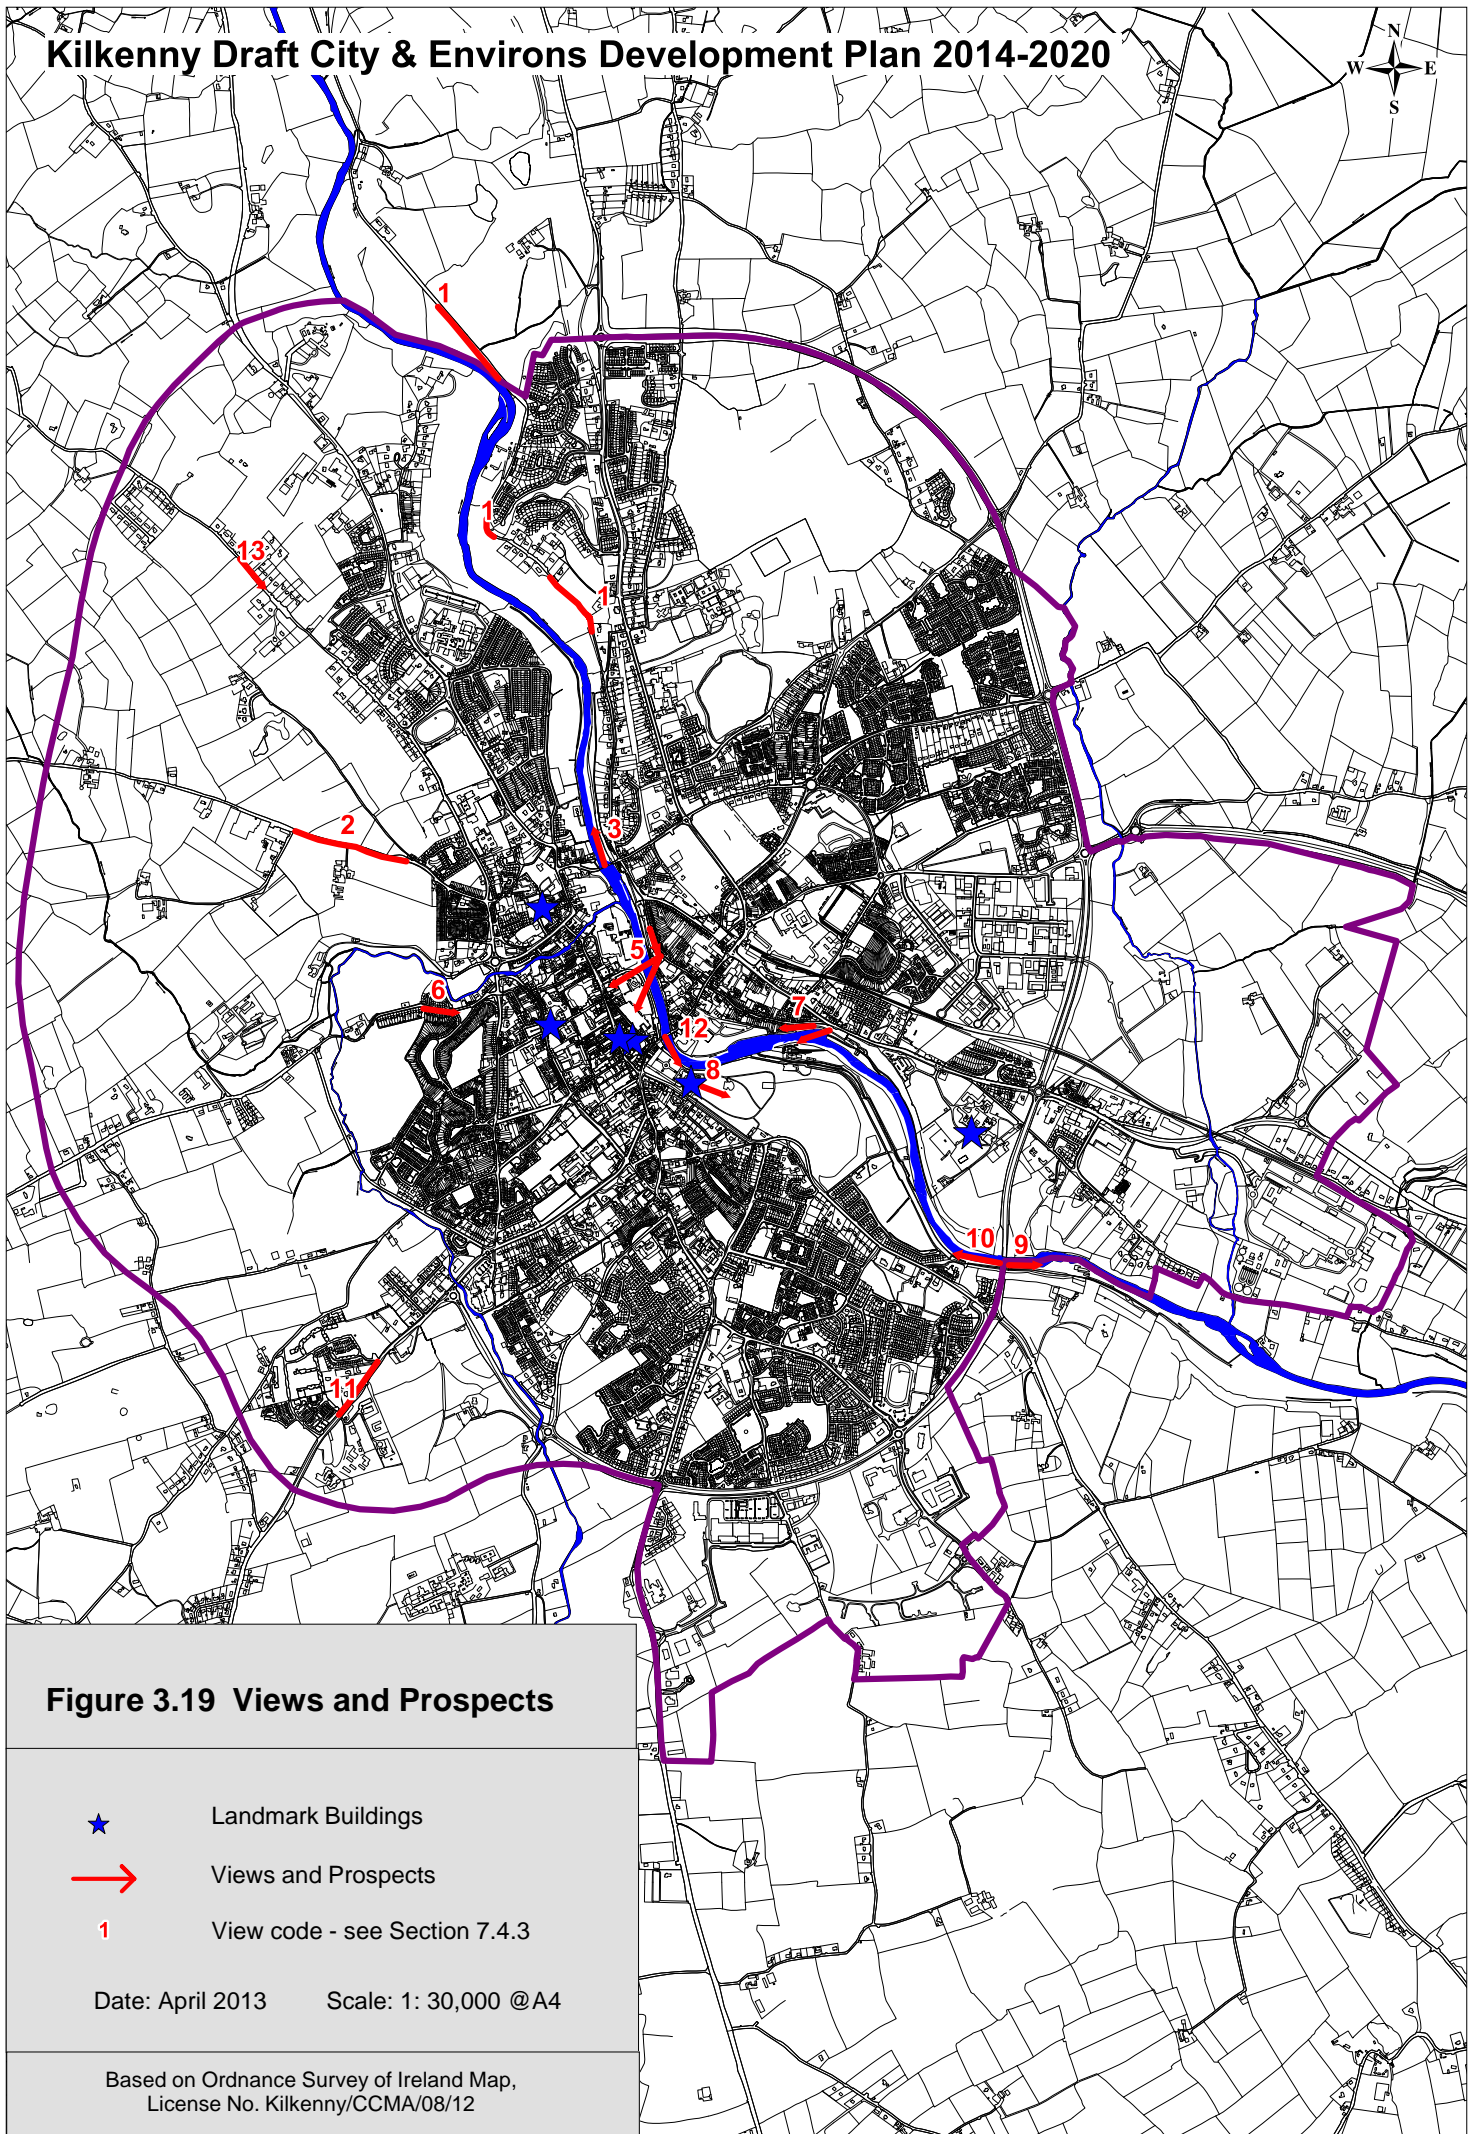 Kilkenny Draft City & Environs Development Plan 2014-2020
N
W E
S
1
1
13
1
2
3
5
6
7
12
8
10 9
11
Figure 3.19 Views and Prospects
Landmark Buildings
Views and Prospects
1 View code - see Section 7.4.3
Date: April 2013 Scale: 1: 30,000 @A4
Based on Ordnance Survey of Ireland Map,
License No. Kilkenny/CCMA/08/12